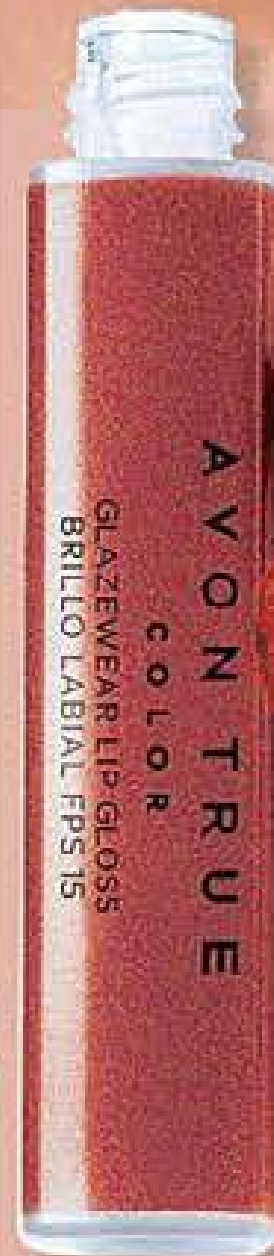 AVON TRUE
COLOR
GLAZEWEAR LIP GLOSS
BRILLO LABIAL FPS 15